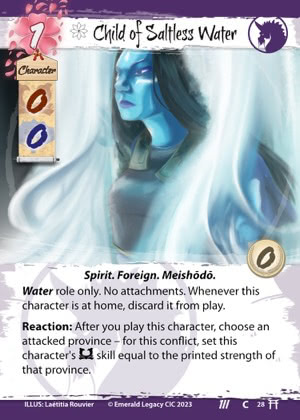 1
Child of Saltless Water
Character
0
0
0
Spirit. Foreign. Meishōdō.
Water role only. No attachments. Whenever this
character is at home, discard it from play.
Reaction: After you play this character, choose an
attacked province – for this conflict, set this
character's skill equal to the printed strength of
that province.
ILLUS: Laëtitia Rouvier © Emerald Legacy CIC 2023 C 28